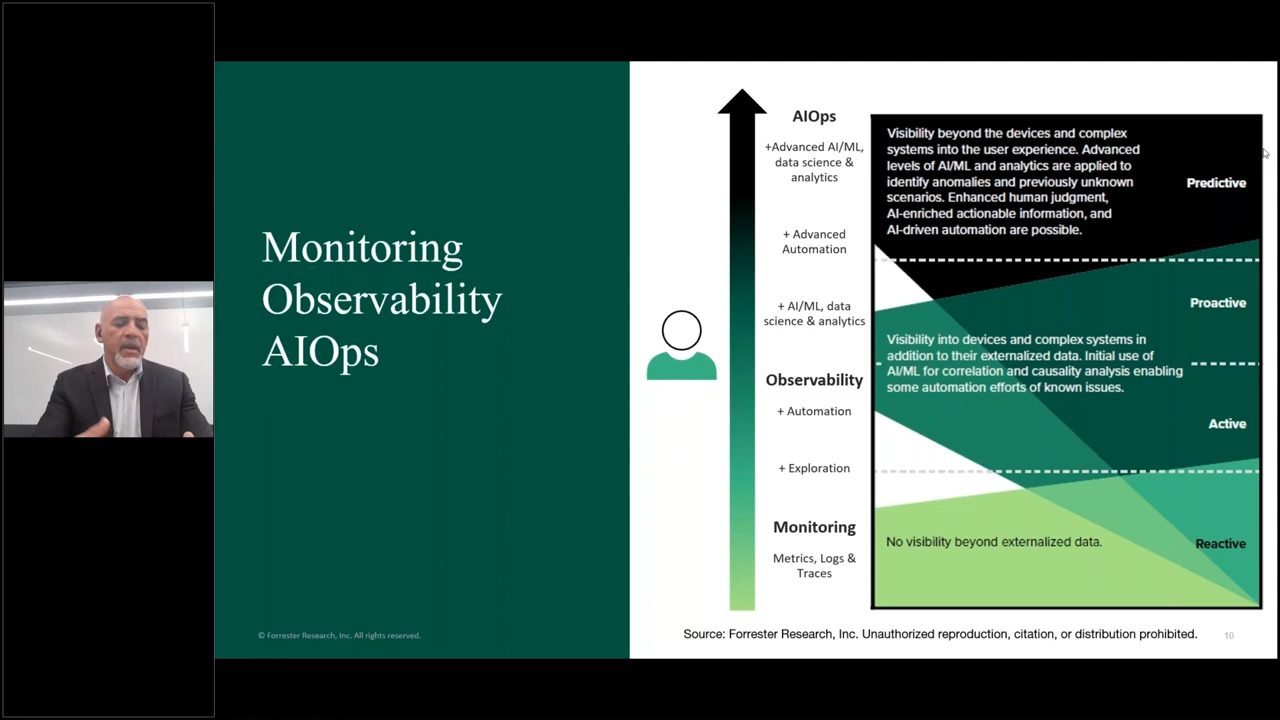 Monitoring
Observability
AIOps
© Forrester Research, Inc. All rights reserved.
AIOps
+Advanced AI/ML,
data science &
analytics
+ Advanced
Automation
+ AI/ML, data
science & analytics
Observability
+ Automation
+ Exploration
Monitoring
Metrics, Logs &
Traces
Visibility beyond the devices and complex
systems into the user experience. Advanced
levels of AI/ML and analytics are applied to
identify anomalies and previously unknown
scenarios. Enhanced human judgment,
AI-enriched actionable information, and
AI-driven automation are possible.
Predictive
Proactive
Visibility into devices and complex systems in
addition to their externalized data. Initial use of
AI/ML for correlation and causality analysis enabling
some automation efforts of known issues.
Active
No visibility beyond externalized data.
Reactive
Source: Forrester Research, Inc. Unauthorized reproduction, citation, or distribution prohibited.
10